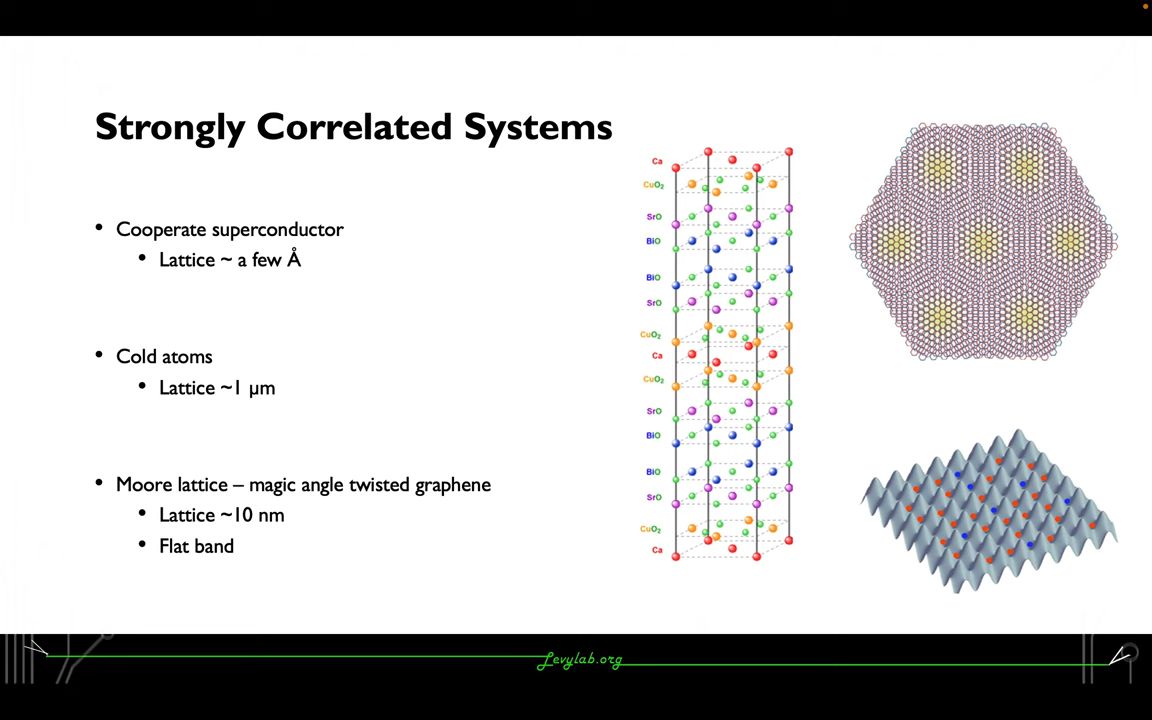 Strongly Correlated Systems
• Cooperate superconductor
• Lattice ~ a few Å
• Cold atoms
• Lattice ~1 µm
• Moore lattice – magic angle twisted graphene
• Lattice ~10 nm
• Flat band
Ca
CuO₂
SrO
BiO
BiO
SrO
CuO₂
Ca
CuO₂
SrO
BiO
BiO
SrO
CuO₂
Ca
Levylab.org